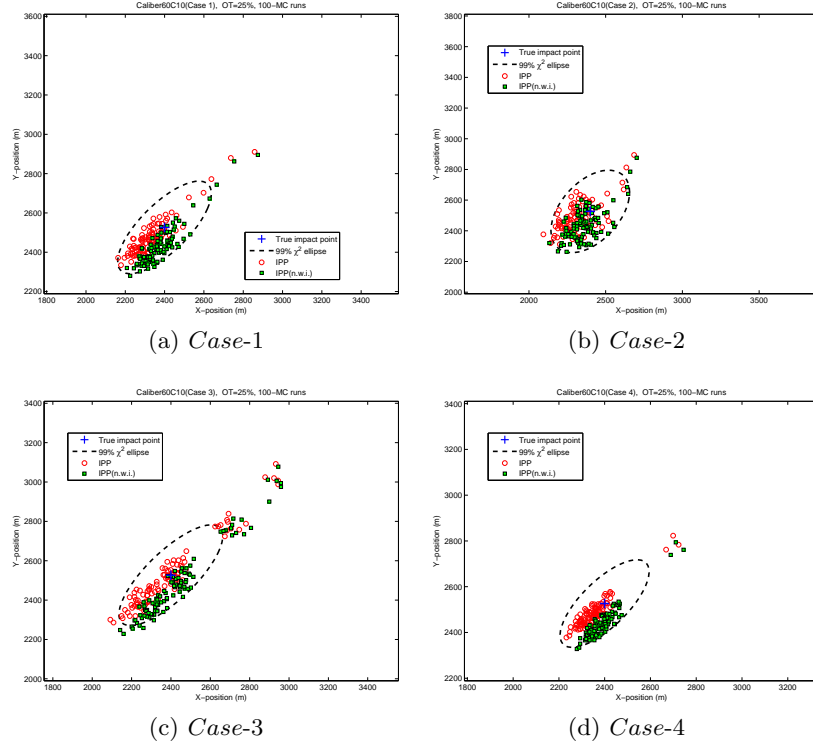 Caliber60C10(Case 1), OT=25%, 100−MC runs
3600
3400
3200
3000
2800
2600
2400
2200
Y−position (m)
True impact point
99% χ² ellipse
IPP
IPP(n.w.i.)
1800 2000 2200 2400 2600 2800 3000 3200 3400
X−position (m)
(a) Case-1
Caliber60C10(Case 2), OT=25%, 100−MC runs
3800
3600
3400
3200
3000
2800
2600
2400
2200
2000
Y−position (m)
True impact point
99% χ² ellipse
IPP
IPP(n.w.i.)
2000 2500 3000 3500
X−position (m)
(b) Case-2
Caliber60C10(Case 3), OT=25%, 100−MC runs
3400
3200
3000
2800
2600
2400
2200
2000
Y−position (m)
True impact point
99% χ² ellipse
IPP
IPP(n.w.i.)
1800 2000 2200 2400 2600 2800 3000 3200 3400
X−position (m)
(c) Case-3
Caliber60C10(Case 4), OT=25%, 100−MC runs
3400
3200
3000
2800
2600
2400
2200
Y−position (m)
True impact point
99% χ² ellipse
IPP
IPP(n.w.i.)
1800 2000 2200 2400 2600 2800 3000 3200
X−position (m)
(d) Case-4